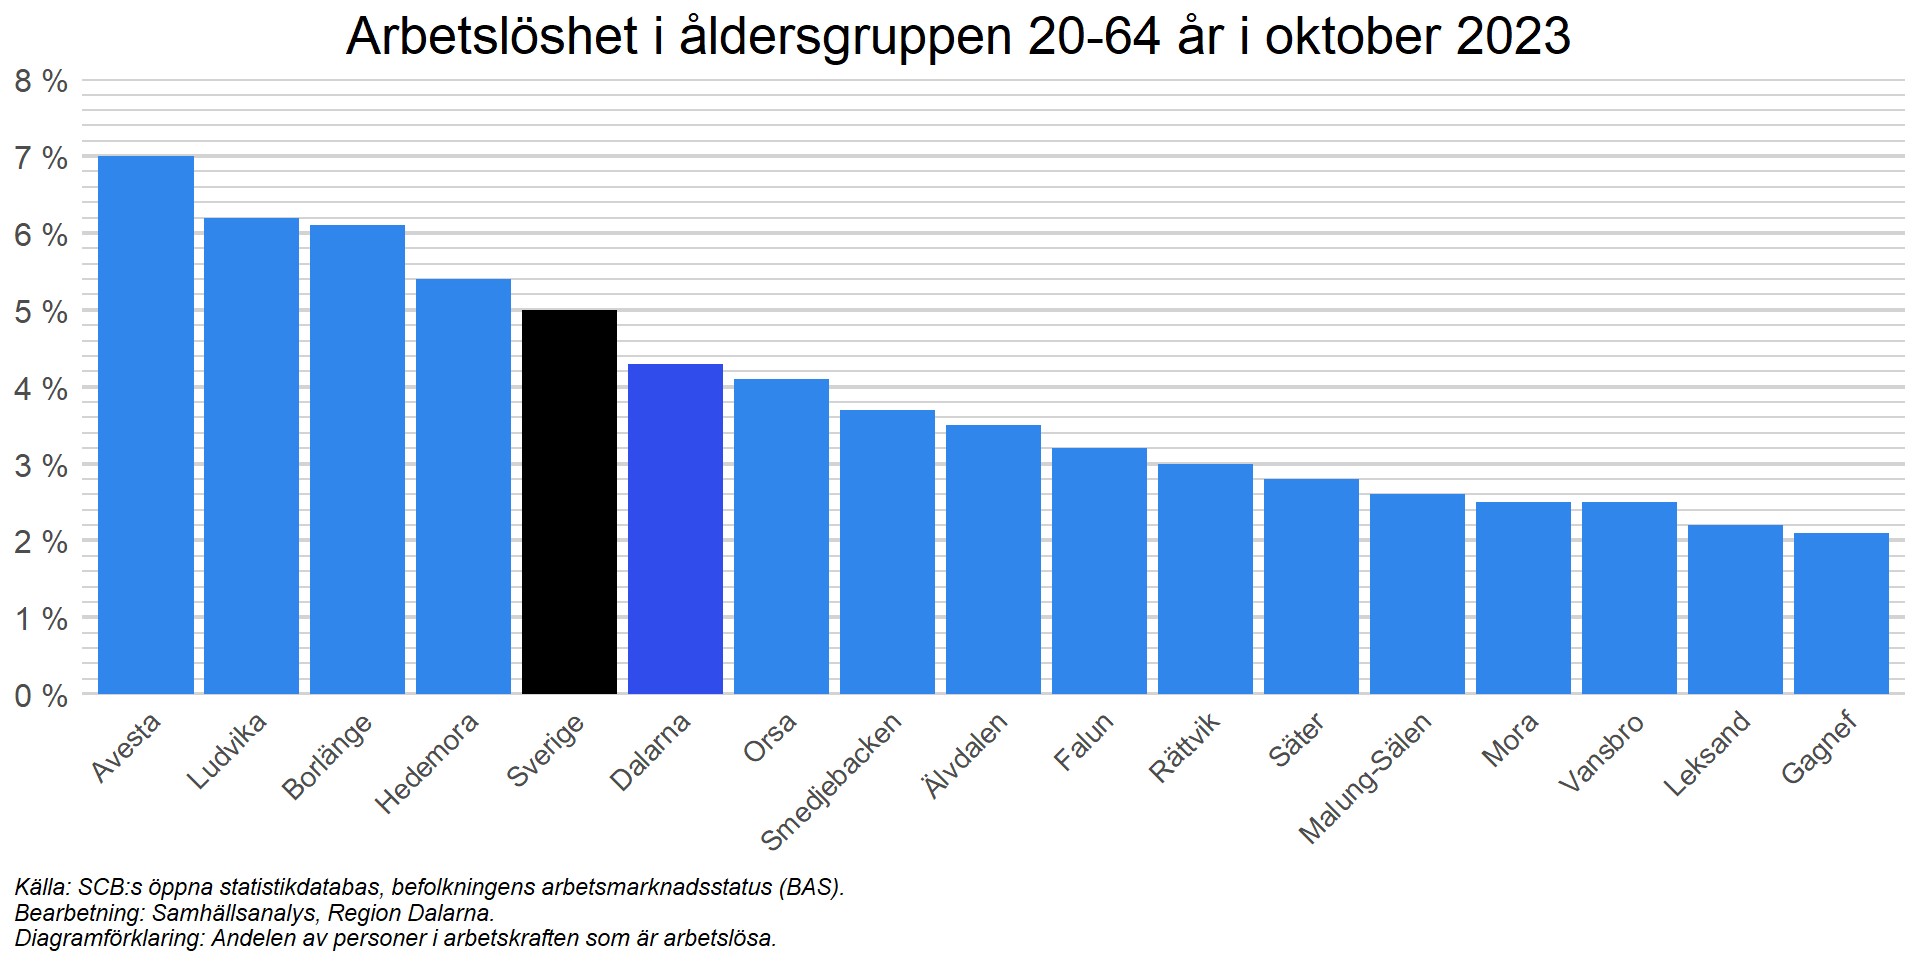 Arbetslöshet i åldersgruppen 20-64 år i oktober 2023
8 %
7 %
6 %
5 %
4 %
3 %
2 %
1 %
0 %
Avesta
Ludvika
Borlänge
Hedemora
Sverige
Dalarna
Orsa
Smedjebacken
Älvdalen
Falun
Rättvik
Säter
Malung-Sälen
Mora
Vansbro
Leksand
Gagnef
Källa: SCB:s öppna statistikdatabas, befolkningens arbetsmarknadsstatus (BAS).
Bearbetning: Samhällsanalys, Region Dalarna.
Diagramförklaring: Andelen av personer i arbetskraften som är arbetslösa.